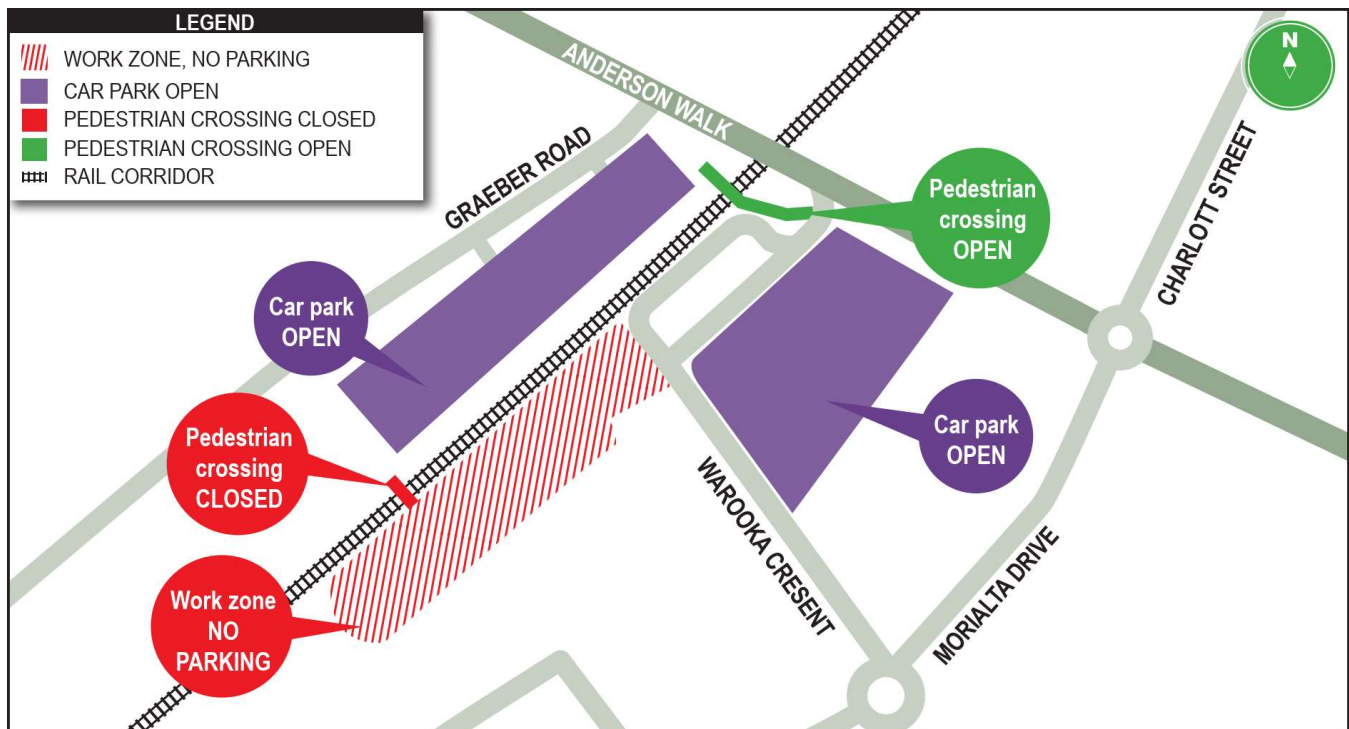 LEGEND
WORK ZONE, NO PARKING
CAR PARK OPEN
PEDESTRIAN CROSSING CLOSED
PEDESTRIAN CROSSING OPEN
RAIL CORRIDOR
N
ANDERSON WALK
GRAEBER ROAD
CHARLOTT STREET
Pedestrian
crossing
OPEN
Car park
OPEN
Car park
OPEN
Pedestrian
crossing
CLOSED
WAROOKA CRESENT
MORIALTA DRIVE
Work zone
NO
PARKING